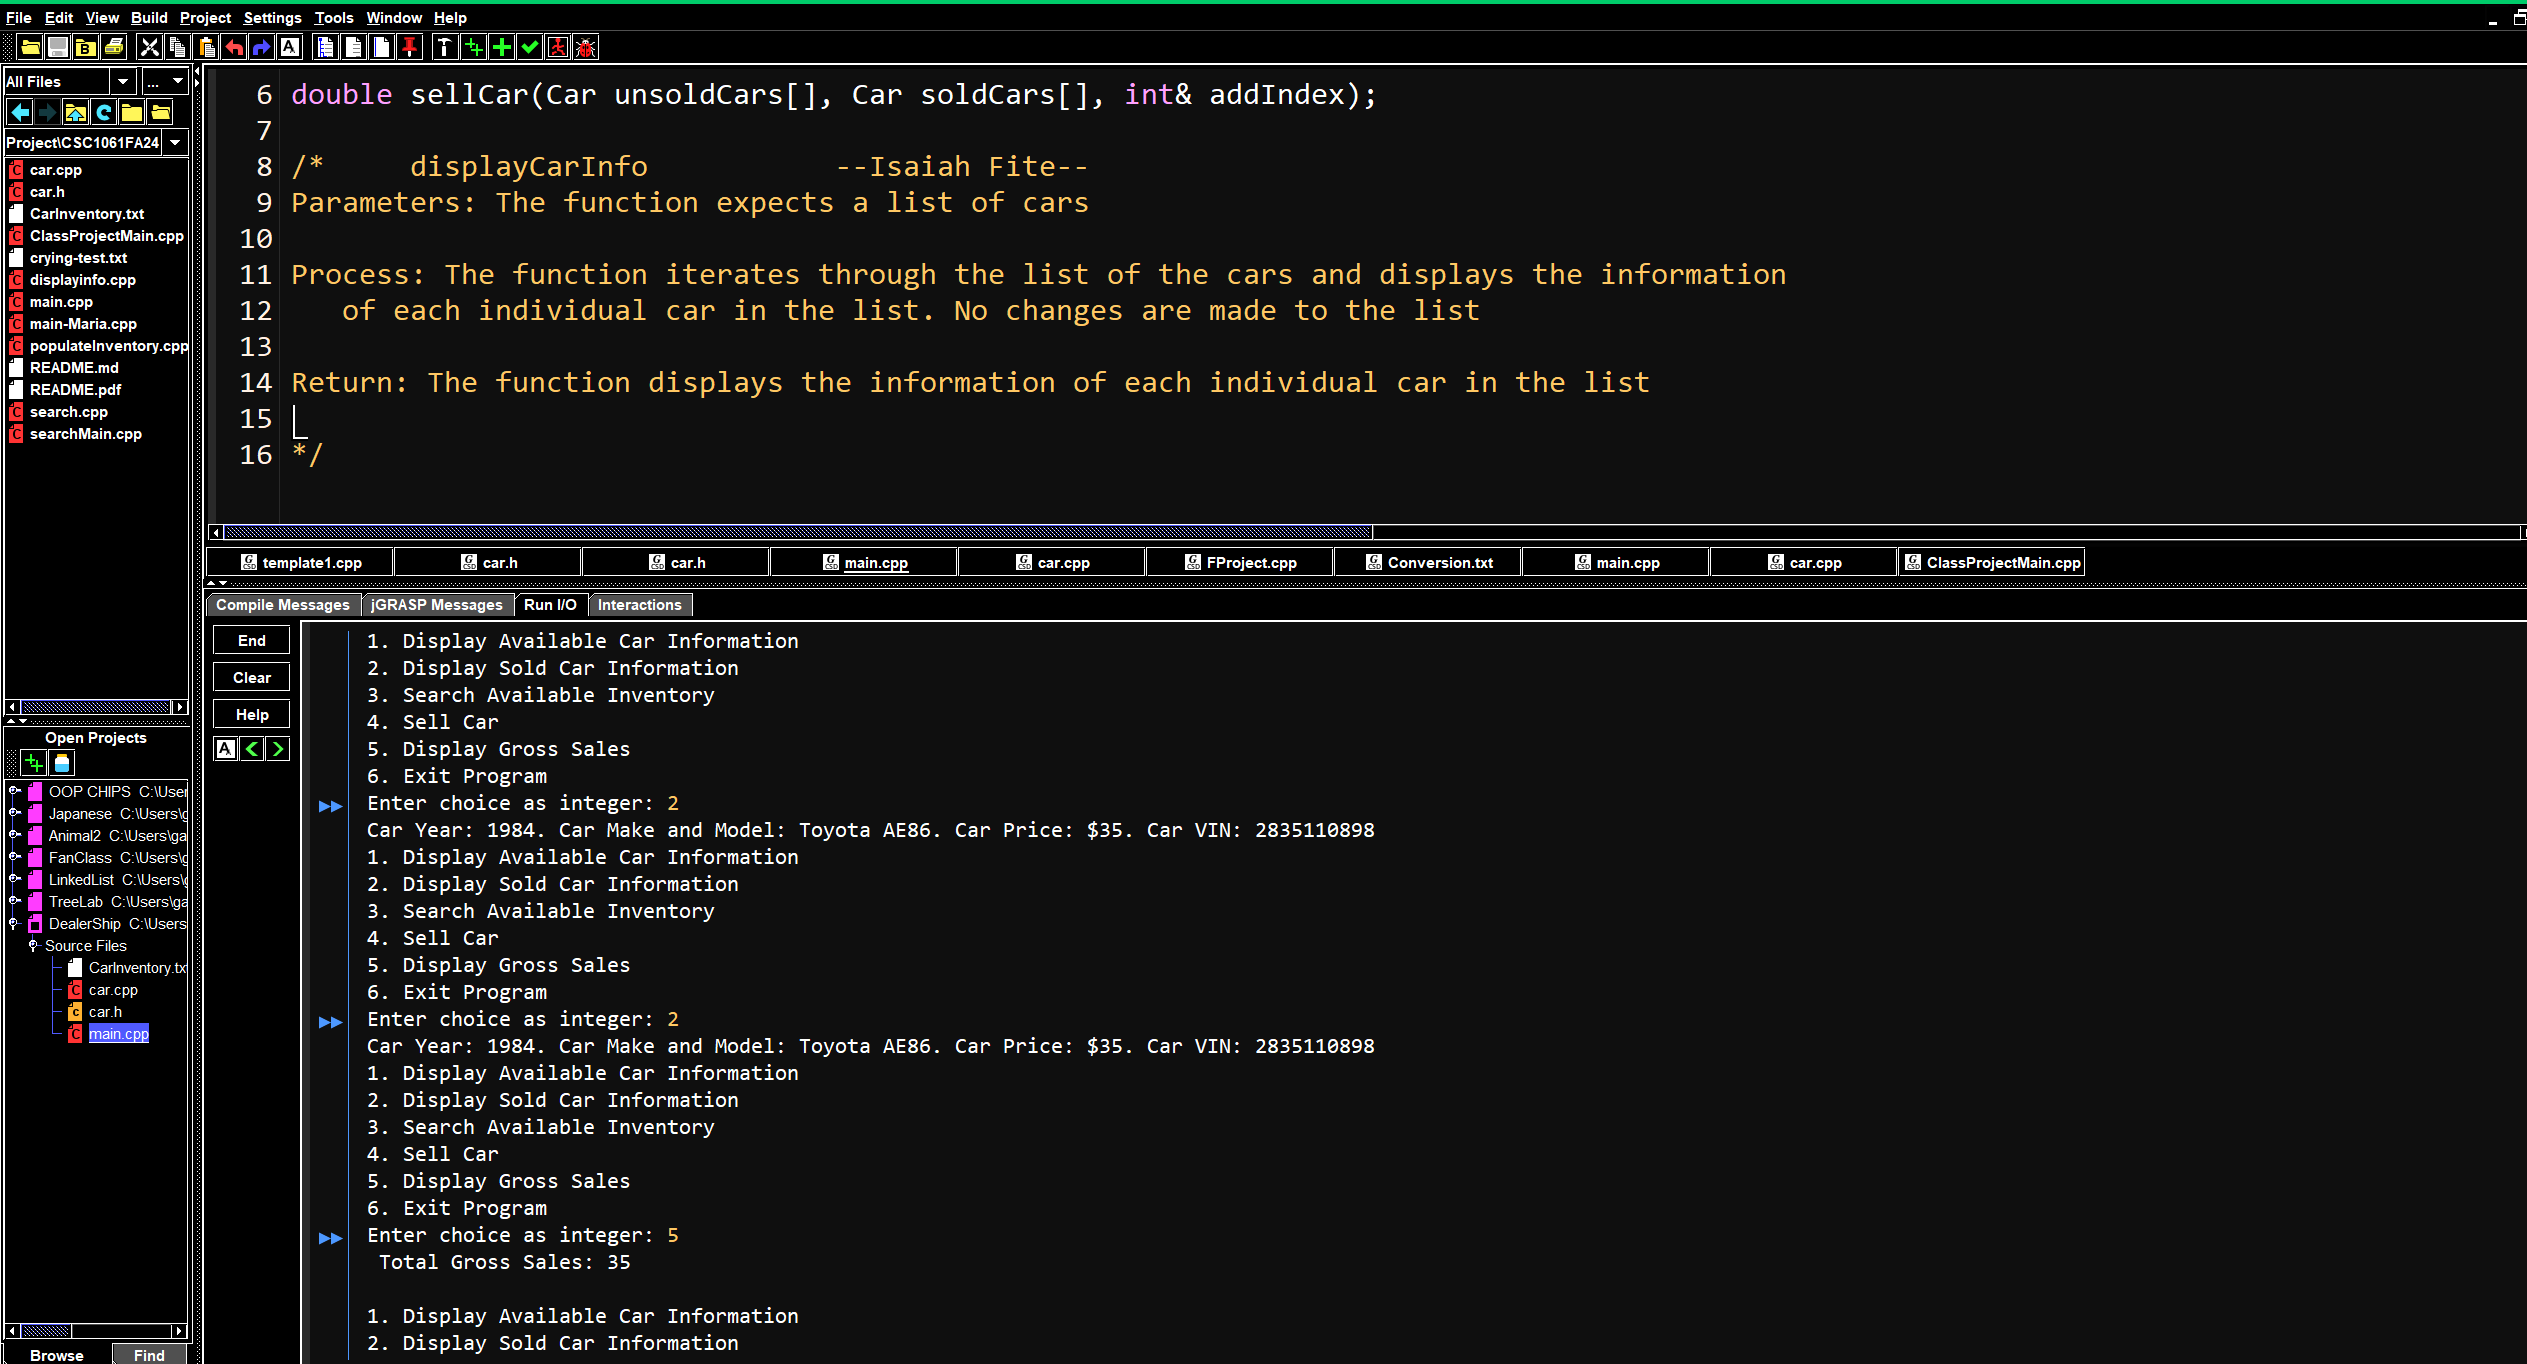 File Edit View Build Project Settings Tools Window Help
All Files
...
Project\CSC1061FA24
car.cpp
car.h
CarInventory.txt
ClassProjectMain.cpp
crying-test.txt
displayinfo.cpp
main.cpp
main-Maria.cpp
populateInventory.cpp
README.md
README.pdf
search.cpp
searchMain.cpp
Open Projects
OOP CHIPS C:\User
Japanese C:\Users\g
Animal2 C:\Users\ga
FanClass C:\Users\g
LinkedList C:\Users\g
TreeLab C:\Users\ga
DealerShip C:\Users
Source Files
CarInventory.tx
car.cpp
car.h
main.cpp
Browse Find
6 double sellCar(Car unsoldCars[], Car soldCars[], int& addIndex);
7
8 /* displayCarInfo --Isaiah Fite--
9 Parameters: The function expects a list of cars
10
11 Process: The function iterates through the list of the cars and displays the information
12 of each individual car in the list. No changes are made to the list
13
14 Return: The function displays the information of each individual car in the list
15
16 */
template1.cpp car.h car.h main.cpp car.cpp FProject.cpp Conversion.txt main.cpp car.cpp ClassProjectMain.cpp
Compile Messages jGRASP Messages Run I/O Interactions
End
Clear
Help
1. Display Available Car Information
2. Display Sold Car Information
3. Search Available Inventory
4. Sell Car
5. Display Gross Sales
6. Exit Program
Enter choice as integer: 2
Car Year: 1984. Car Make and Model: Toyota AE86. Car Price: $35. Car VIN: 2835110898
1. Display Available Car Information
2. Display Sold Car Information
3. Search Available Inventory
4. Sell Car
5. Display Gross Sales
6. Exit Program
Enter choice as integer: 2
Car Year: 1984. Car Make and Model: Toyota AE86. Car Price: $35. Car VIN: 2835110898
1. Display Available Car Information
2. Display Sold Car Information
3. Search Available Inventory
4. Sell Car
5. Display Gross Sales
6. Exit Program
Enter choice as integer: 5
Total Gross Sales: 35
1. Display Available Car Information
2. Display Sold Car Information